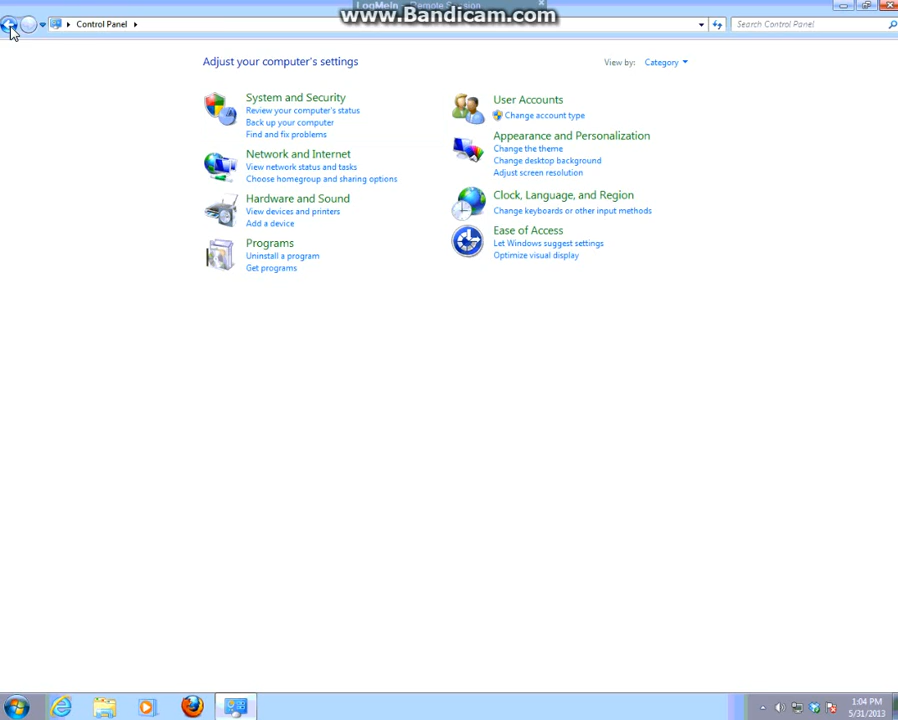 LogMeIn - Remote Session
www.Bandicam.com
Control Panel
Search Control Panel
Adjust your computer's settings
View by: Category
System and Security
Review your computer's status
Back up your computer
Find and fix problems
Network and Internet
View network status and tasks
Choose homegroup and sharing options
Hardware and Sound
View devices and printers
Add a device
Programs
Uninstall a program
Get programs
User Accounts
Change account type
Appearance and Personalization
Change the theme
Change desktop background
Adjust screen resolution
Clock, Language, and Region
Change keyboards or other input methods
Ease of Access
Let Windows suggest settings
Optimize visual display
1:04 PM
5/31/2013